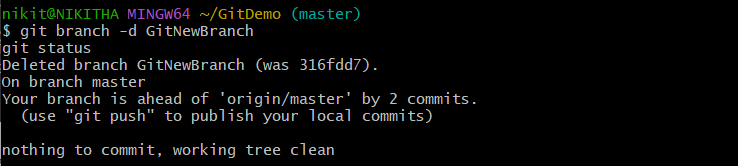 nikit@NIKITHA MINGW64 ~/GitDemo (master)
$ git branch -d GitNewBranch
git status
Deleted branch GitNewBranch (was 316fdd7).
On branch master
Your branch is ahead of 'origin/master' by 2 commits.
  (use "git push" to publish your local commits)

nothing to commit, working tree clean